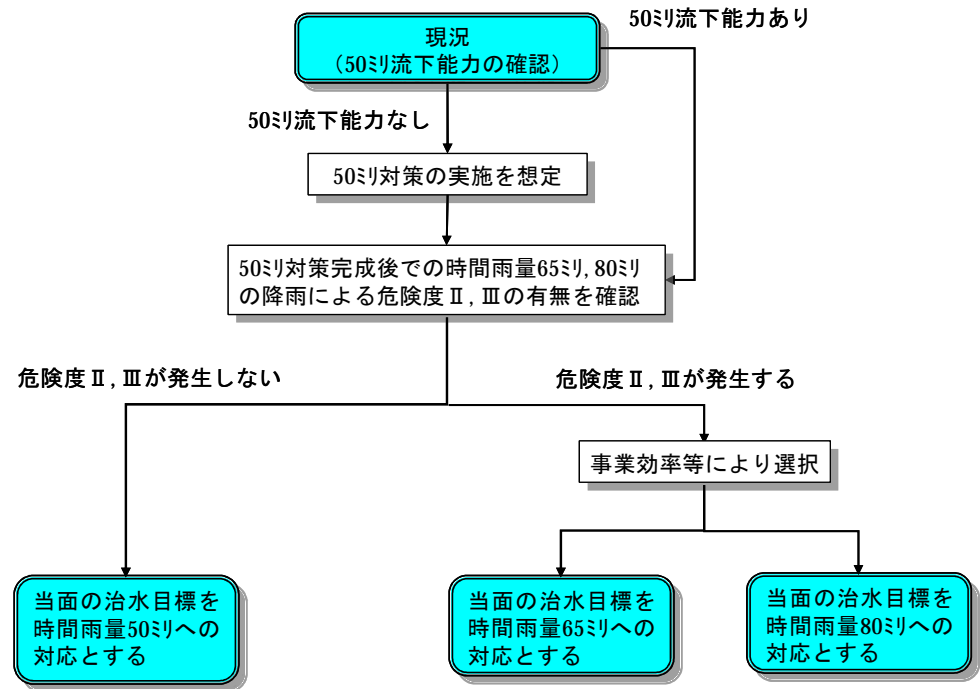 50ﾐﾘ流下能力あり
現況
（50ﾐﾘ流下能力の確認）
50ﾐﾘ流下能力なし
50ﾐﾘ対策の実施を想定
50ﾐﾘ対策完成後での時間雨量65ﾐﾘ,80ﾐﾘ
の降雨による危険度Ⅱ,Ⅲの有無を確認
危険度Ⅱ,Ⅲが発生しない
危険度Ⅱ,Ⅲが発生する
事業効率等により選択
当面の治水目標を
時間雨量50ﾐﾘへの
対応とする
当面の治水目標を
時間雨量65ﾐﾘへの
対応とする
当面の治水目標を
時間雨量80ﾐﾘへの
対応とする